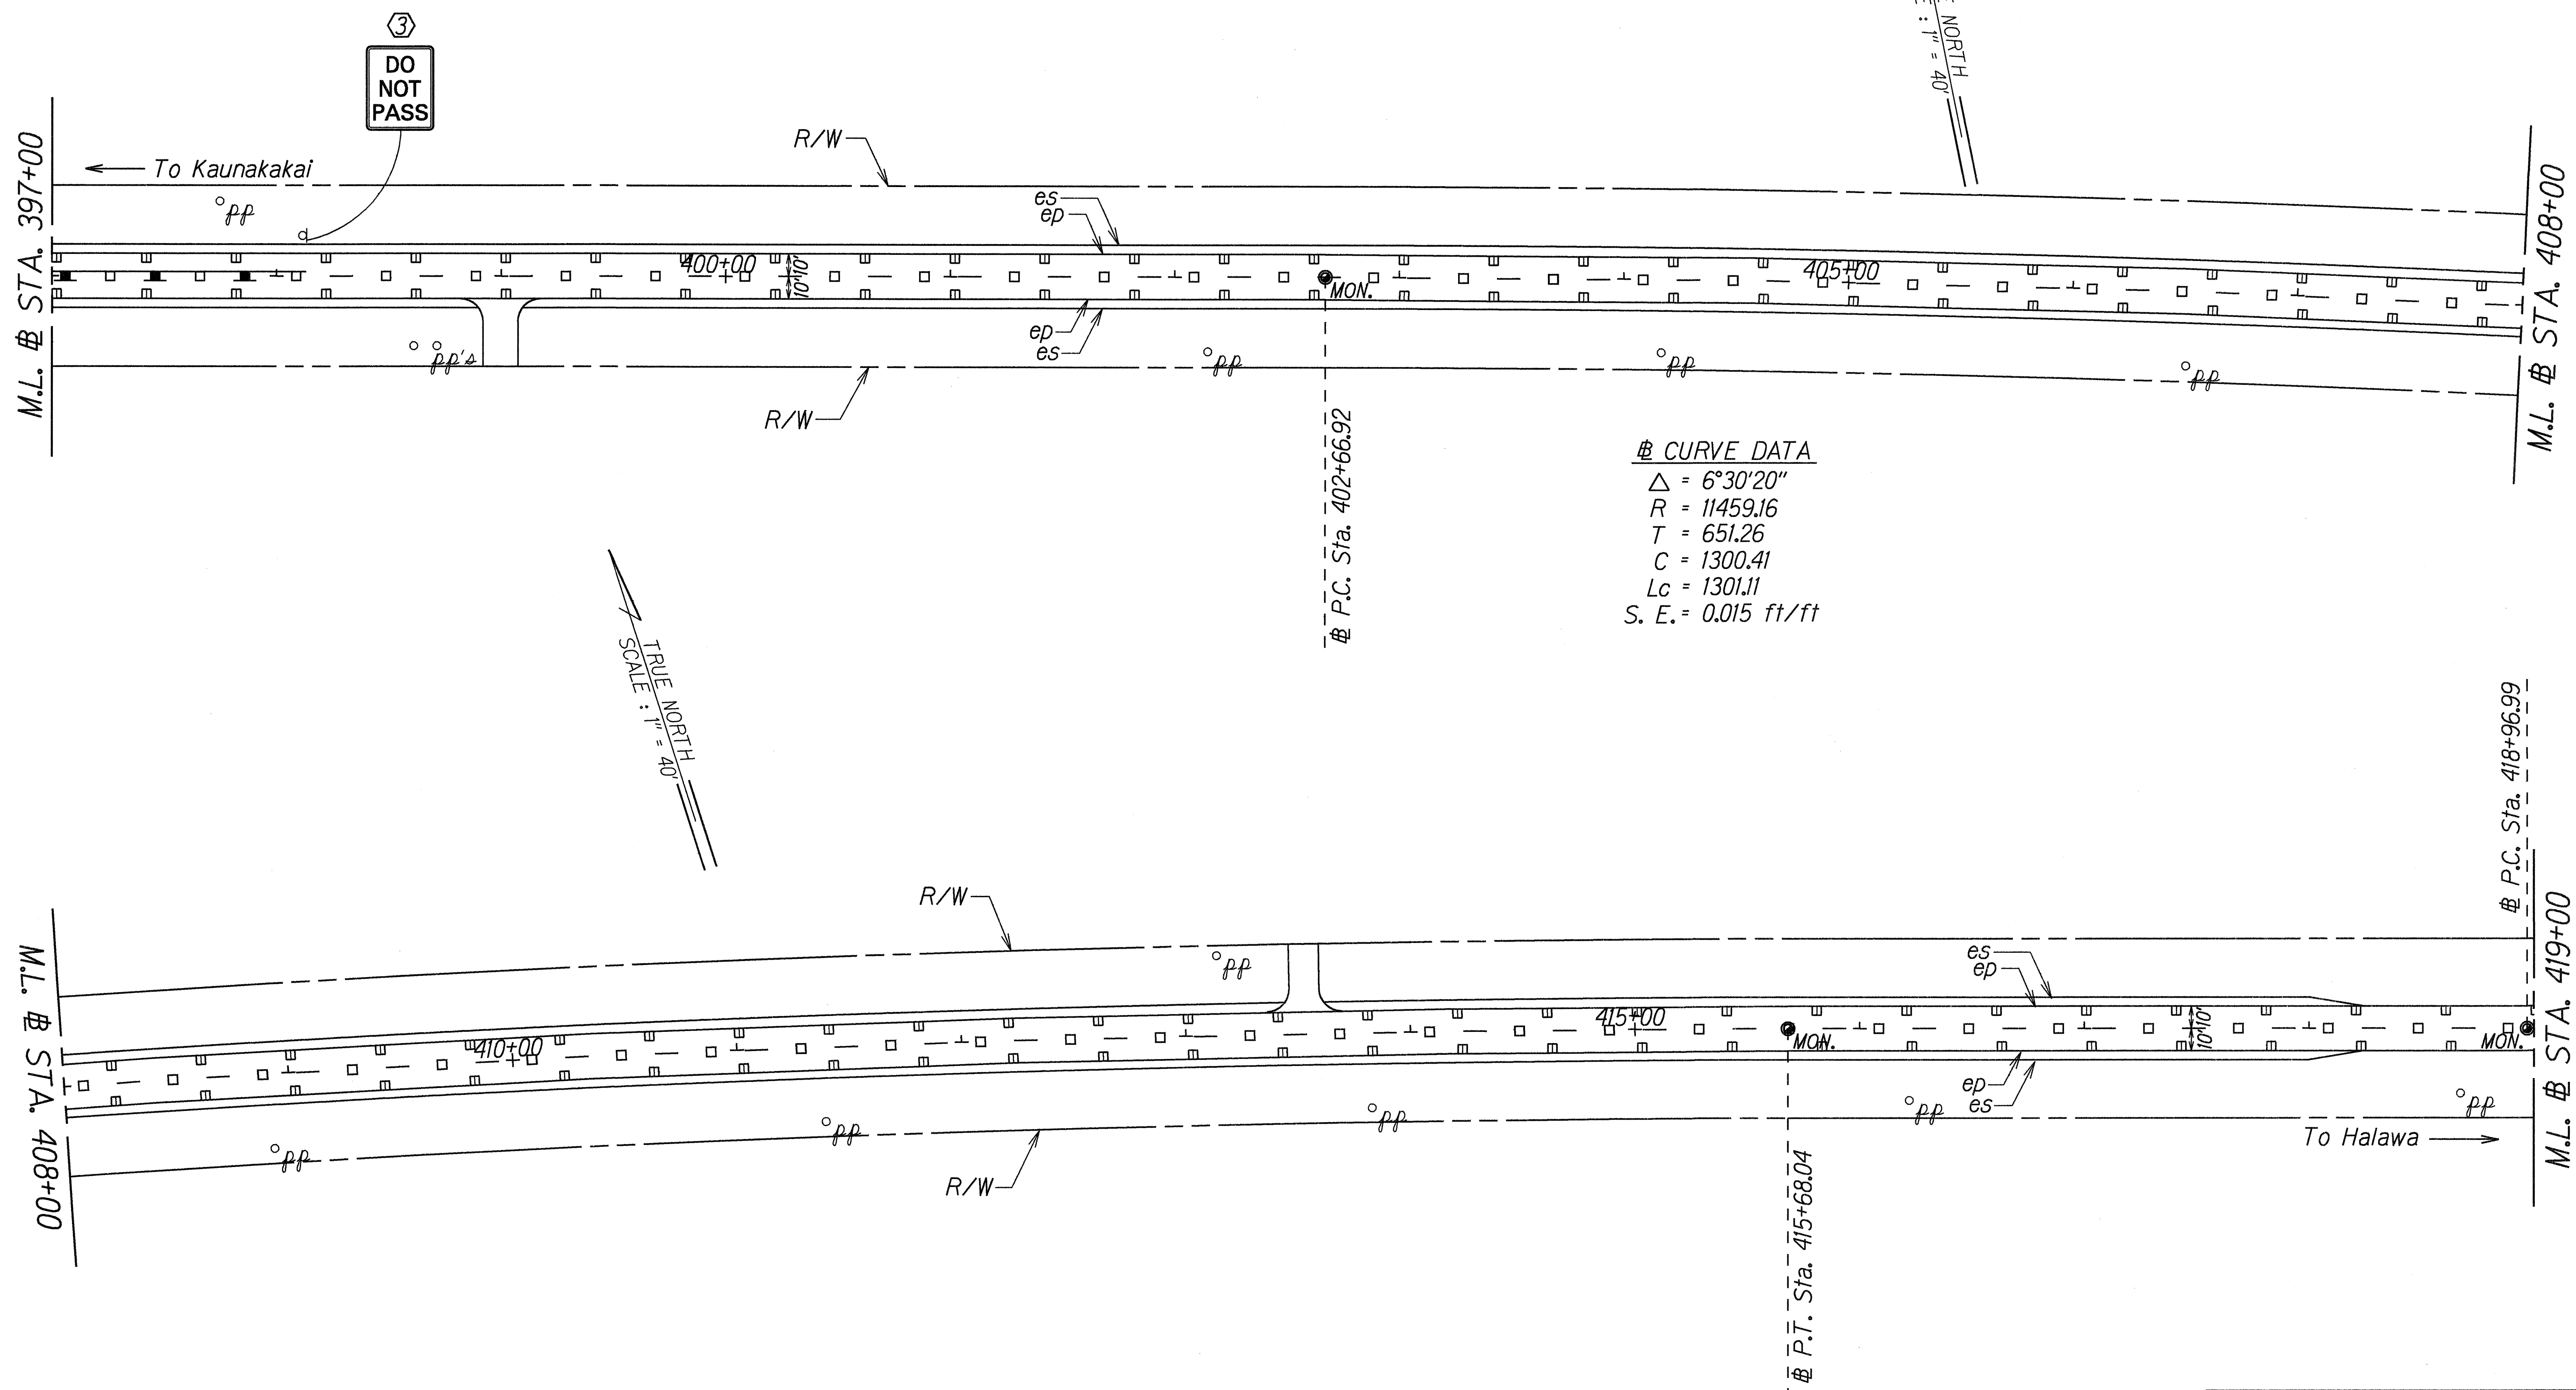 3
DO
NOT
PASS
NORTH
: 1" = 40'
M.L. ⅊ STA. 397+00
To Kaunakakai
R/W
pp
es
ep
400+00
10' 10'
MON.
405+00
M.L. ⅊ STA. 408+00
pp's
ep
es
pp
pp
pp
R/W
⅊ P.C. Sta. 402+66.92
⅊ CURVE DATA
△ = 6°30'20"
R = 11459.16
T = 651.26
C = 1300.41
Lc = 1301.11
S. E. = 0.015 ft/ft
TRUE NORTH
SCALE : 1" = 40'
⅊ P.C. Sta. 418+96.99
M.L. ⅊ STA. 408+00
R/W
pp
es
ep
410+00
415+00
MON.
10' 10'
MON.
M.L. ⅊ STA. 419+00
pp
pp
pp
pp
ep
es
pp
To Halawa
R/W
⅊ P.T. Sta. 415+68.04